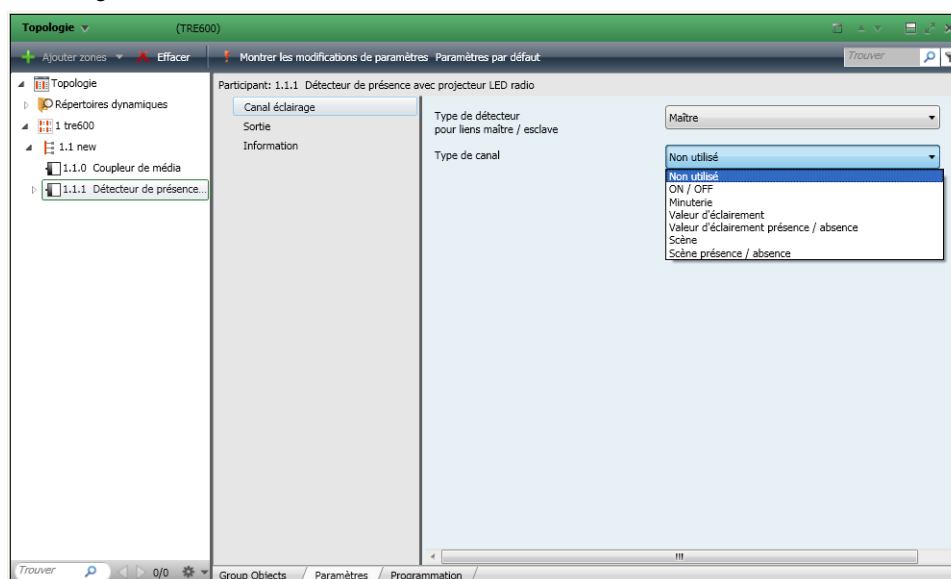 Topologie (TRE600)
Ajouter zones Effacer Montrer les modifications de paramètres Paramètres par défaut Trouver
Topologie
Répertoires dynamiques
1 tre600
1.1 new
1.1.0 Coupleur de média
1.1.1 Détecteur de présence...
Participant: 1.1.1 Détecteur de présence avec projecteur LED radio
Canal éclairage
Sortie
Information
Type de détecteur
pour liens maître / esclave
Maître
Type de canal
Non utilisé
Non utilisé
ON / OFF
Minuterie
Valeur d'éclairement
Valeur d'éclairement présence / absence
Scène
Scène présence / absence
Trouver 0/0
Group Objects / Paramètres / Programmation /